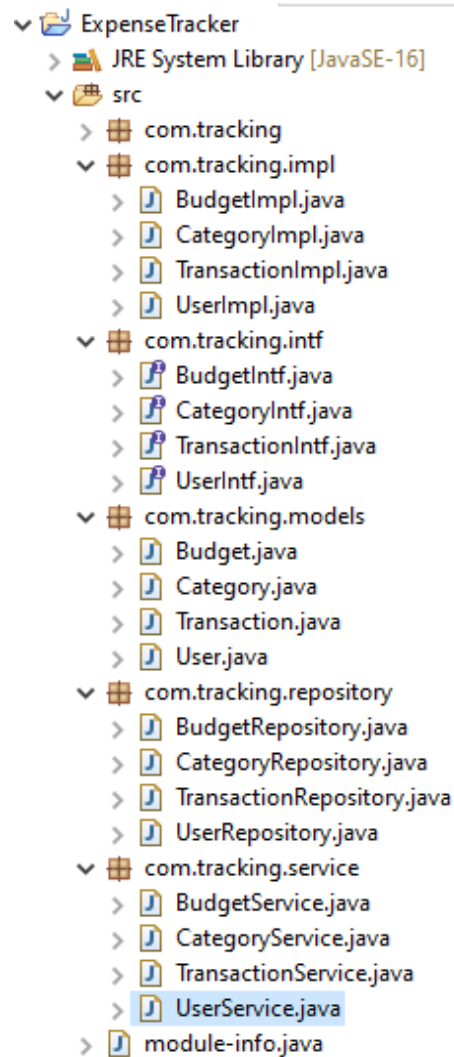 ExpenseTracker
JRE System Library [JavaSE-16]
src
com.tracking
com.tracking.impl
BudgetImpl.java
CategoryImpl.java
TransactionImpl.java
UserImpl.java
com.tracking.intf
BudgetIntf.java
CategoryIntf.java
TransactionIntf.java
UserIntf.java
com.tracking.models
Budget.java
Category.java
Transaction.java
User.java
com.tracking.repository
BudgetRepository.java
CategoryRepository.java
TransactionRepository.java
UserRepository.java
com.tracking.service
BudgetService.java
CategoryService.java
TransactionService.java
UserService.java
module-info.java